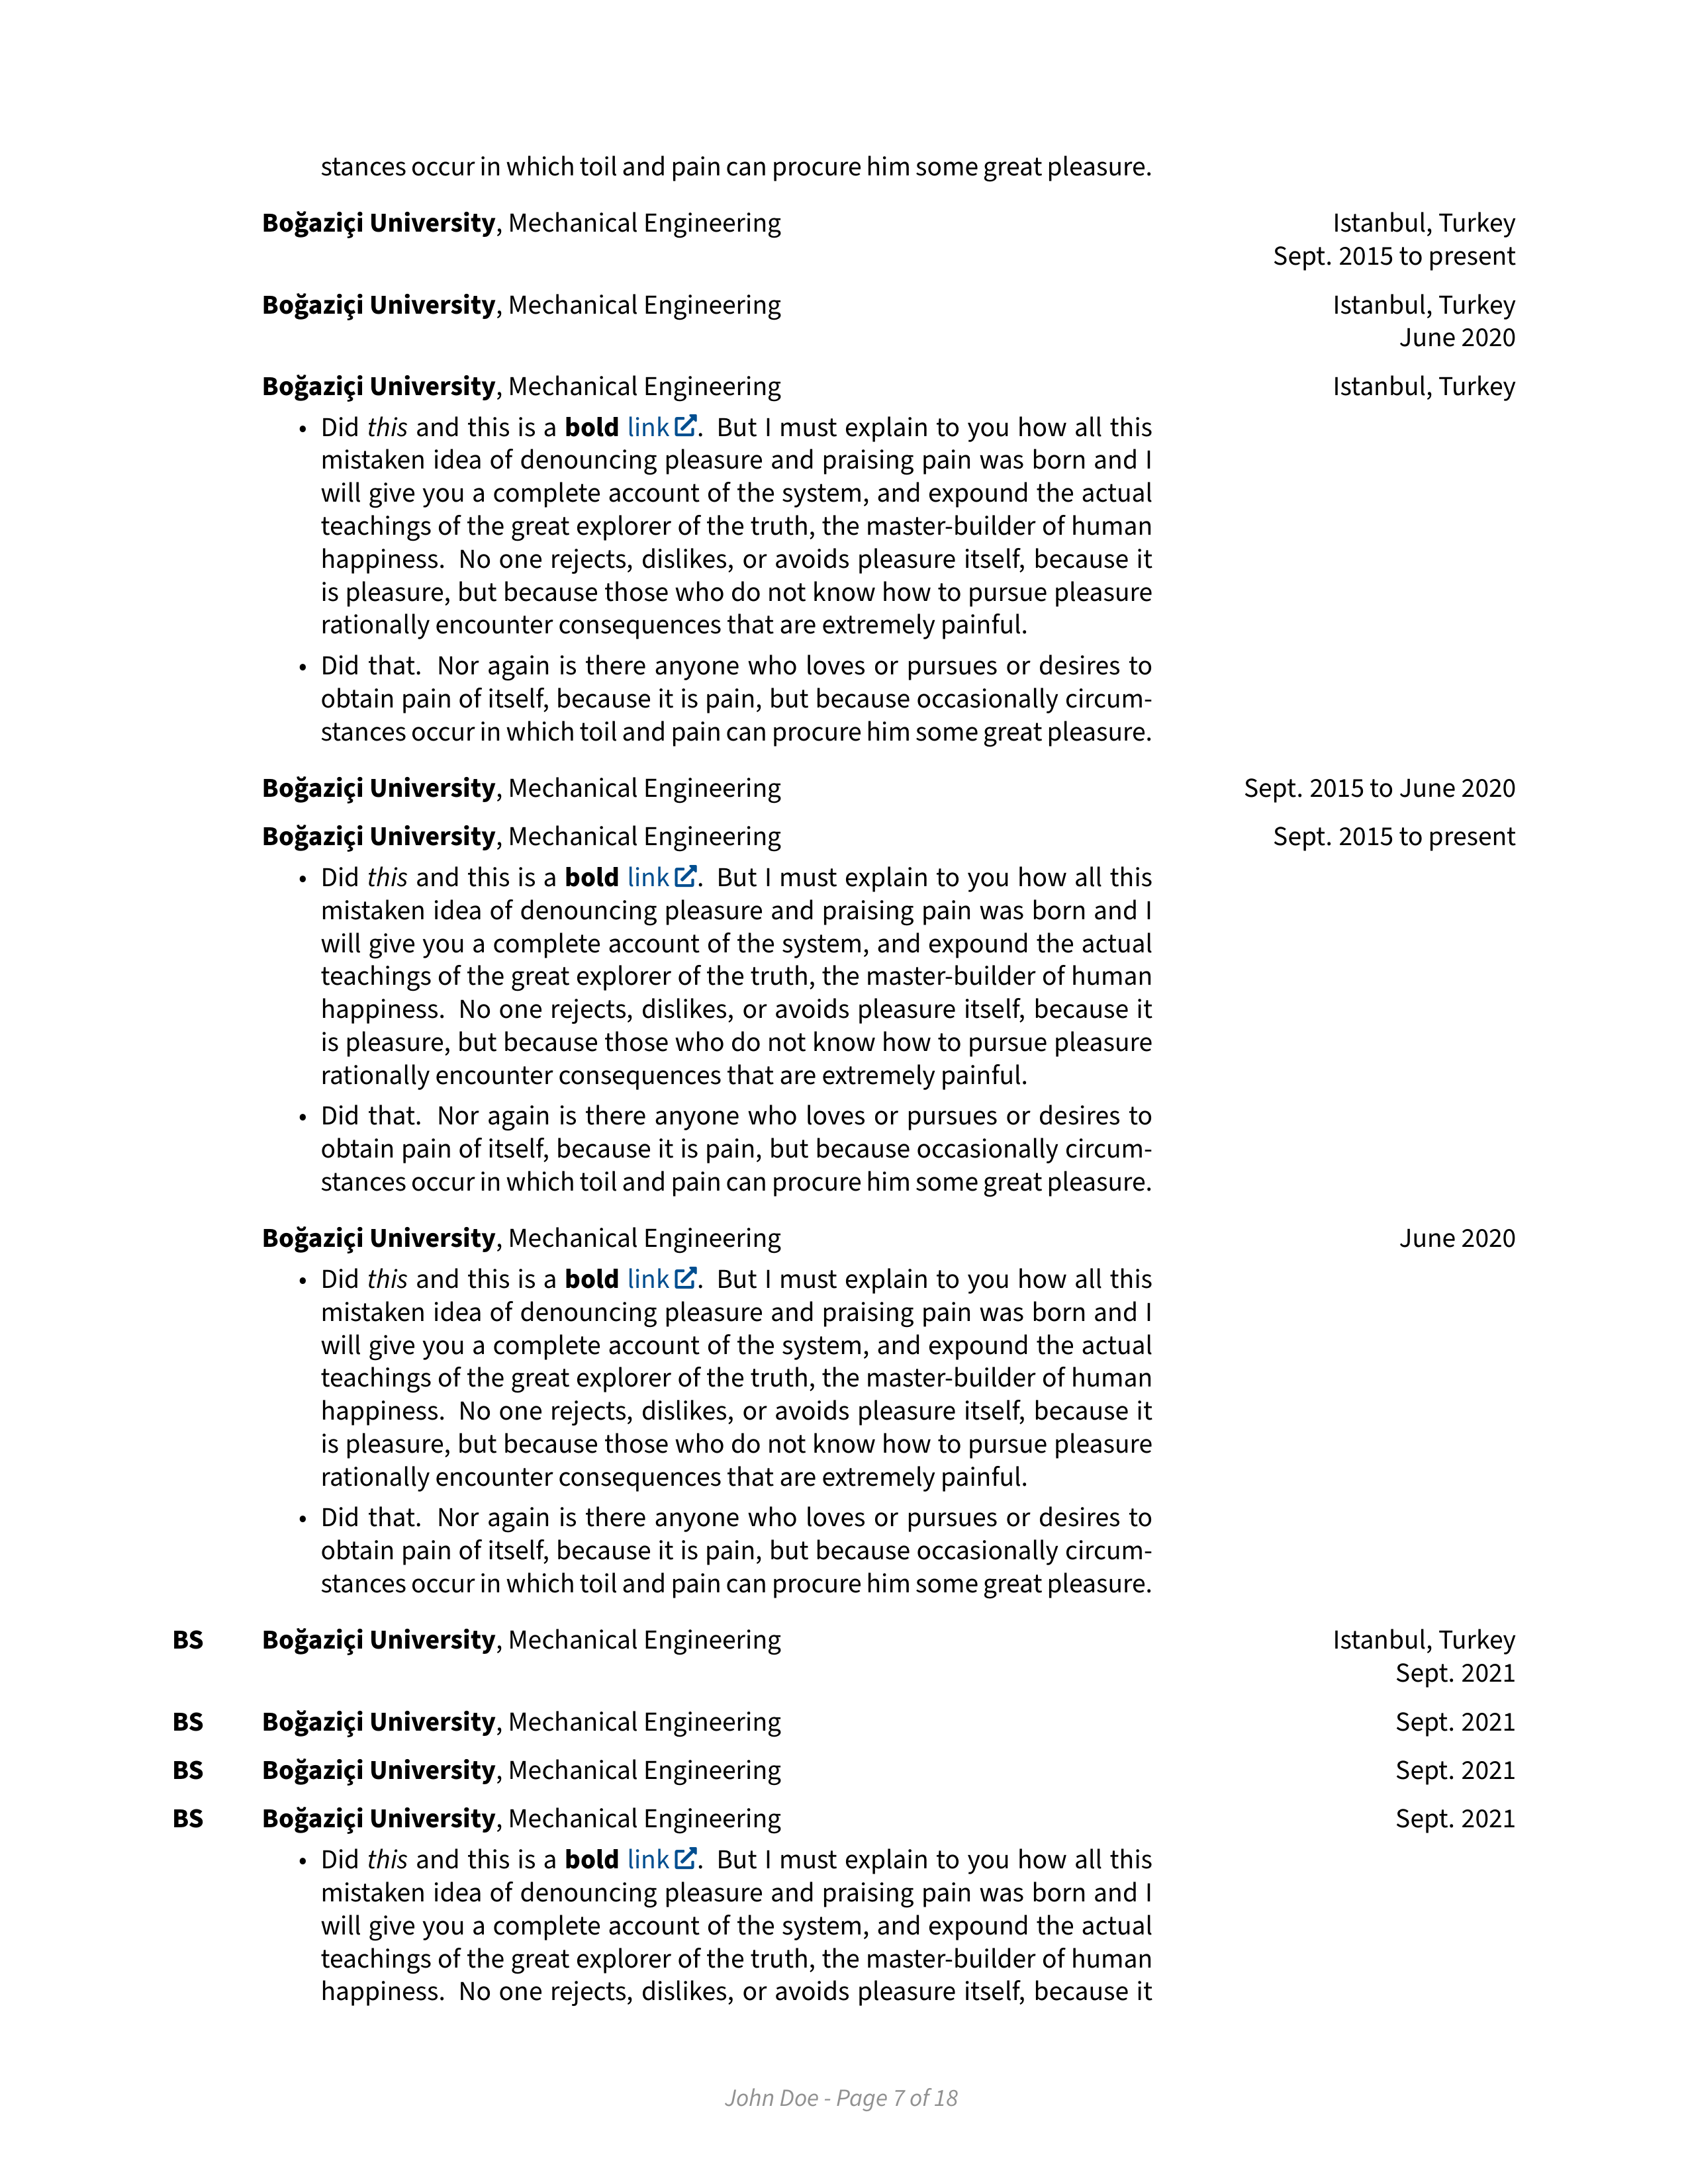 stances occur in which toil and pain can procure him some great pleasure.
Boğaziçi University, Mechanical Engineering Istanbul, Turkey
Sept. 2015 to present
Boğaziçi University, Mechanical Engineering Istanbul, Turkey
June 2020
Boğaziçi University, Mechanical Engineering Istanbul, Turkey
• Did this and this is a bold link. But I must explain to you how all this
mistaken idea of denouncing pleasure and praising pain was born and I
will give you a complete account of the system, and expound the actual
teachings of the great explorer of the truth, the master-builder of human
happiness. No one rejects, dislikes, or avoids pleasure itself, because it
is pleasure, but because those who do not know how to pursue pleasure
rationally encounter consequences that are extremely painful.
• Did that. Nor again is there anyone who loves or pursues or desires to
obtain pain of itself, because it is pain, but because occasionally circum-
stances occur in which toil and pain can procure him some great pleasure.
Boğaziçi University, Mechanical Engineering Sept. 2015 to June 2020
Boğaziçi University, Mechanical Engineering Sept. 2015 to present
• Did this and this is a bold link. But I must explain to you how all this
mistaken idea of denouncing pleasure and praising pain was born and I
will give you a complete account of the system, and expound the actual
teachings of the great explorer of the truth, the master-builder of human
happiness. No one rejects, dislikes, or avoids pleasure itself, because it
is pleasure, but because those who do not know how to pursue pleasure
rationally encounter consequences that are extremely painful.
• Did that. Nor again is there anyone who loves or pursues or desires to
obtain pain of itself, because it is pain, but because occasionally circum-
stances occur in which toil and pain can procure him some great pleasure.
Boğaziçi University, Mechanical Engineering June 2020
• Did this and this is a bold link. But I must explain to you how all this
mistaken idea of denouncing pleasure and praising pain was born and I
will give you a complete account of the system, and expound the actual
teachings of the great explorer of the truth, the master-builder of human
happiness. No one rejects, dislikes, or avoids pleasure itself, because it
is pleasure, but because those who do not know how to pursue pleasure
rationally encounter consequences that are extremely painful.
• Did that. Nor again is there anyone who loves or pursues or desires to
obtain pain of itself, because it is pain, but because occasionally circum-
stances occur in which toil and pain can procure him some great pleasure.
BS Boğaziçi University, Mechanical Engineering Istanbul, Turkey
Sept. 2021
BS Boğaziçi University, Mechanical Engineering Sept. 2021
BS Boğaziçi University, Mechanical Engineering Sept. 2021
BS Boğaziçi University, Mechanical Engineering Sept. 2021
• Did this and this is a bold link. But I must explain to you how all this
mistaken idea of denouncing pleasure and praising pain was born and I
will give you a complete account of the system, and expound the actual
teachings of the great explorer of the truth, the master-builder of human
happiness. No one rejects, dislikes, or avoids pleasure itself, because it
John Doe - Page 7 of 18